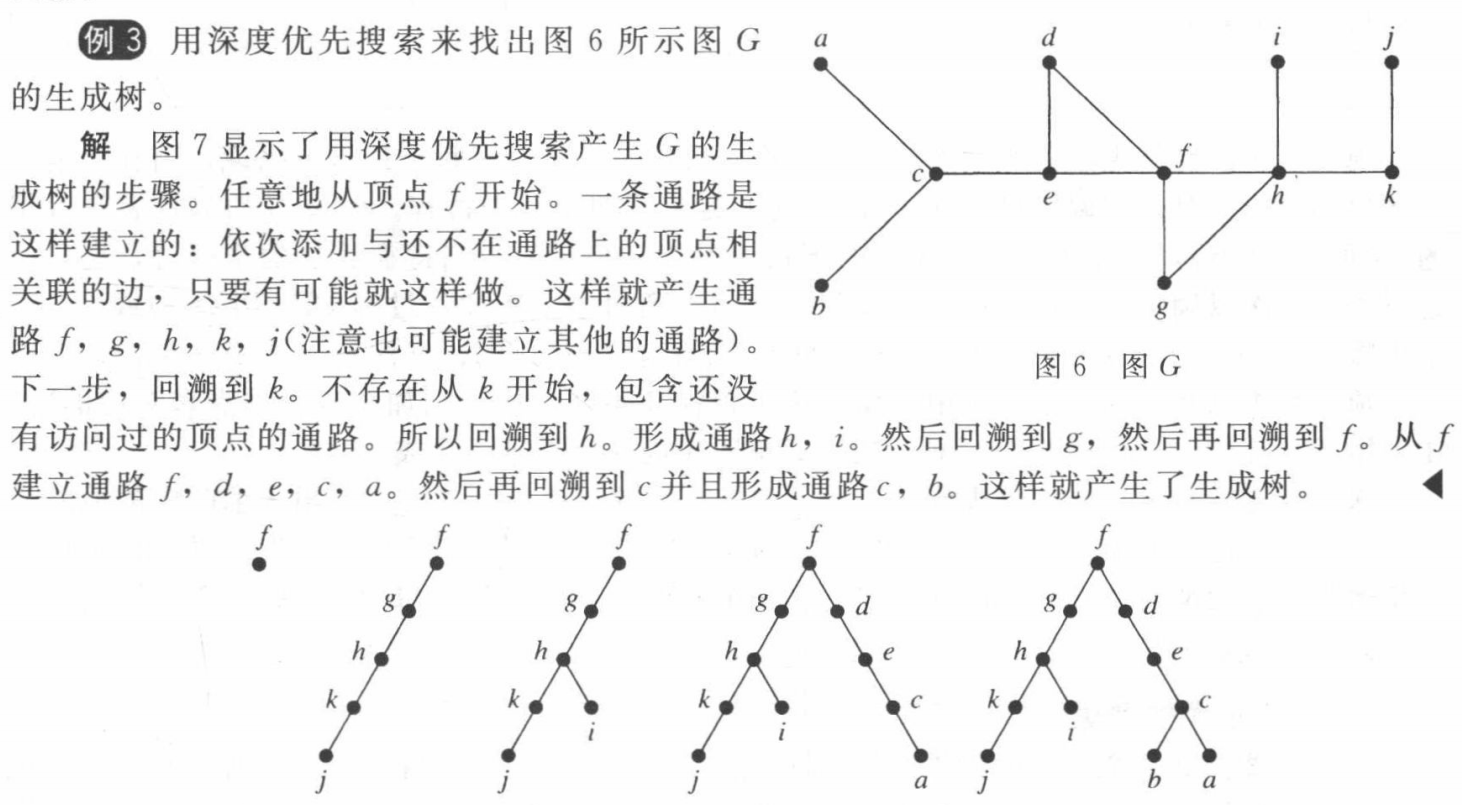 例 3 用深度优先搜索来找出图 6 所示图 G
的生成树。
解 图 7 显示了用深度优先搜索产生 G 的生
成树的步骤。任意地从顶点 f 开始。一条通路是
这样建立的：依次添加与还不在通路上的顶点相
关联的边，只要有可能就这样做。这样就产生通
路 f，g，h，k，j(注意也可能建立其他的通路)。
下一步，回溯到 k。不存在从 k 开始，包含还没
有访问过的顶点的通路。所以回溯到 h。形成通路 h，i。然后回溯到 g，然后再回溯到 f。从 f
建立通路 f，d，e，c，a。然后再回溯到 c 并且形成通路 c，b。这样就产生了生成树。
a d i j
f
c e h k
b g
图 6 图 G
f f f f f
g g g d g d
h h h e h e
k k k c k c
i i i
j j j a j b a